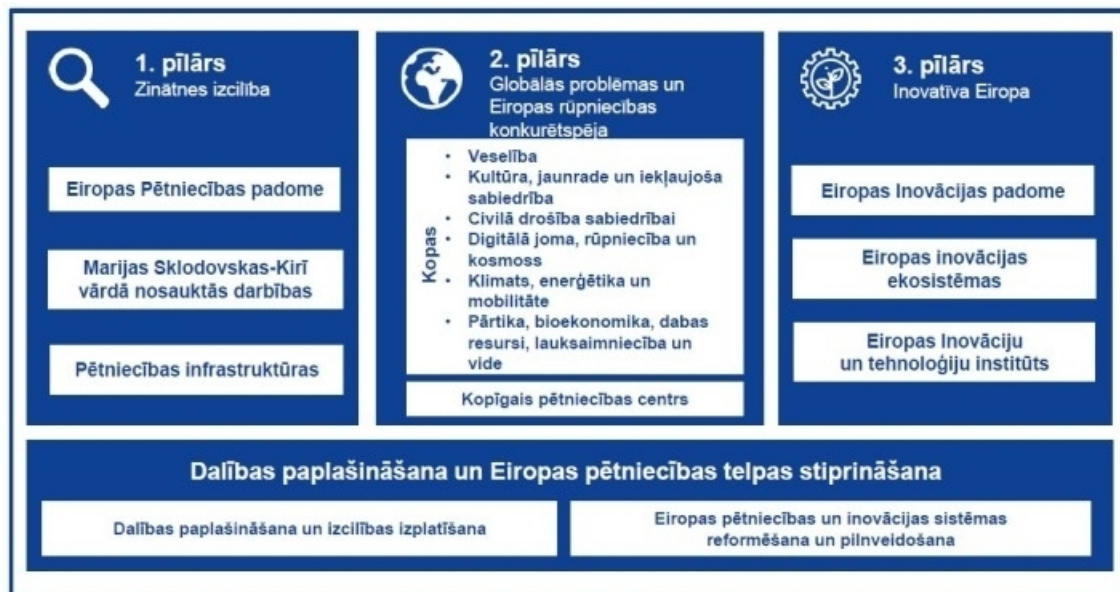 1. pīlārs
Zinātnes izcilība
Eiropas Pētniecības padome
Marijas Sklodovskas-Kirī
vārdā nosauktās darbības
Pētniecības infrastruktūras
2. pīlārs
Globālās problēmas un
Eiropas rūpniecības
konkurētspēja
Kopas
• Veselība
• Kultūra, jaunrade un iekļaujoša
sabiedrība
• Civilā drošība sabiedrībai
• Digitālā joma, rūpniecība un
kosmoss
• Klimats, enerģētika un
mobilitāte
• Pārtika, bioekonomika, dabas
resursi, lauksaimniecība un
vide
Kopīgais pētniecības centrs
3. pīlārs
Inovatīva Eiropa
Eiropas Inovācijas padome
Eiropas inovācijas
ekosistēmas
Eiropas Inovāciju
un tehnoloģiju institūts
Dalības paplašināšana un Eiropas pētniecības telpas stiprināšana
Dalības paplašināšana un izcilības izplatīšana
Eiropas pētniecības un inovācijas sistēmas
reformēšana un pilnveidošana